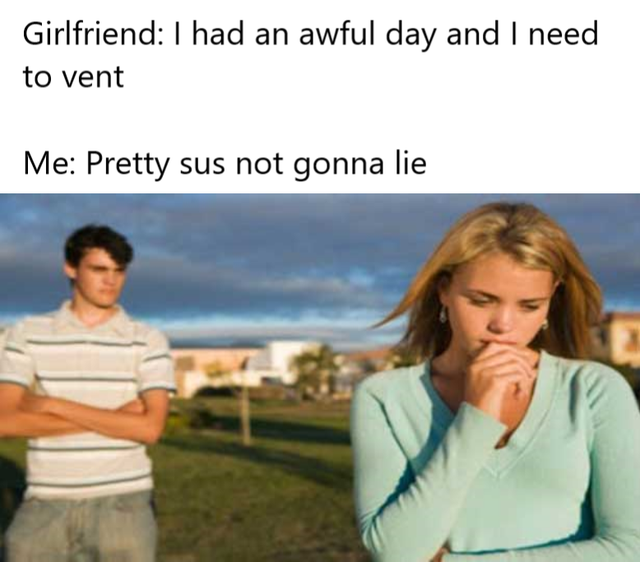 Girlfriend: I had an awful day and I need
to vent
Me: Pretty sus not gonna lie